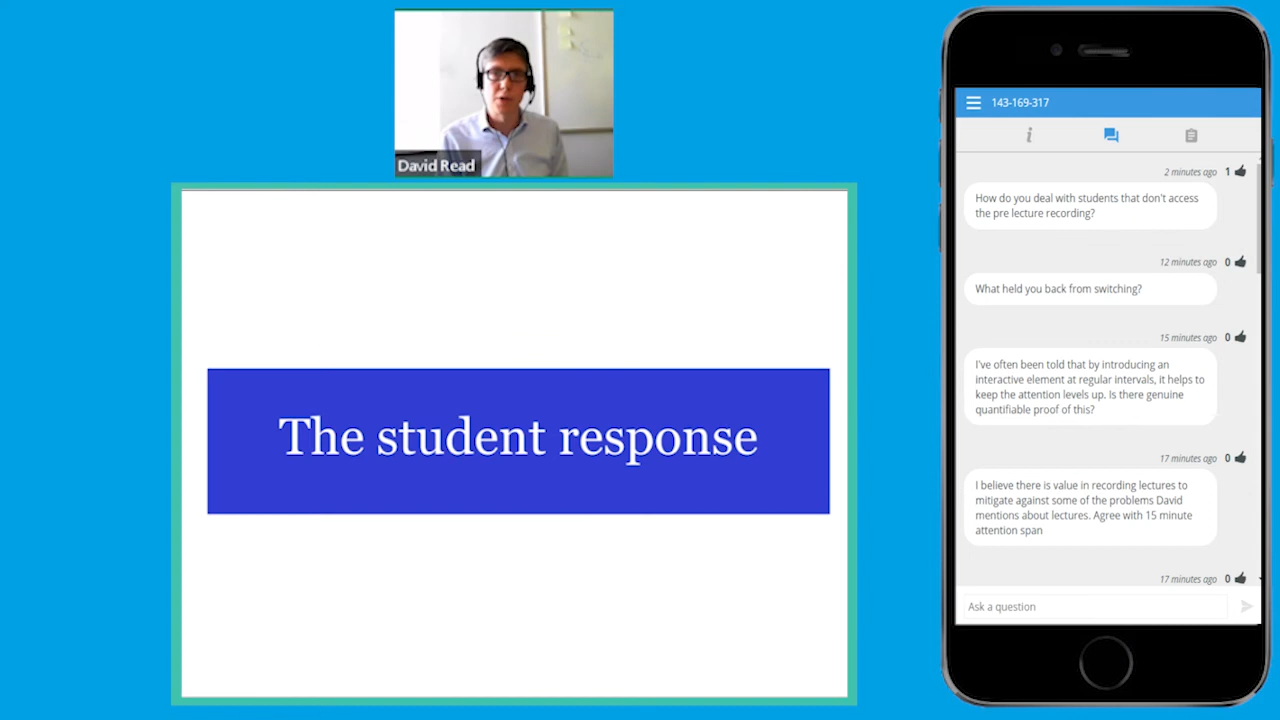 David Read
The student response
143-169-317
2 minutes ago 1
How do you deal with students that don't access
the pre lecture recording?
12 minutes ago 0
What held you back from switching?
15 minutes ago 0
I've often been told that by introducing an
interactive element at regular intervals, it helps to
keep the attention levels up. Is there genuine
quantifiable proof of this?
17 minutes ago 0
I believe there is value in recording lectures to
mitigate against some of the problems David
mentions about lectures. Agree with 15 minute
attention span
17 minutes ago 0
Ask a question